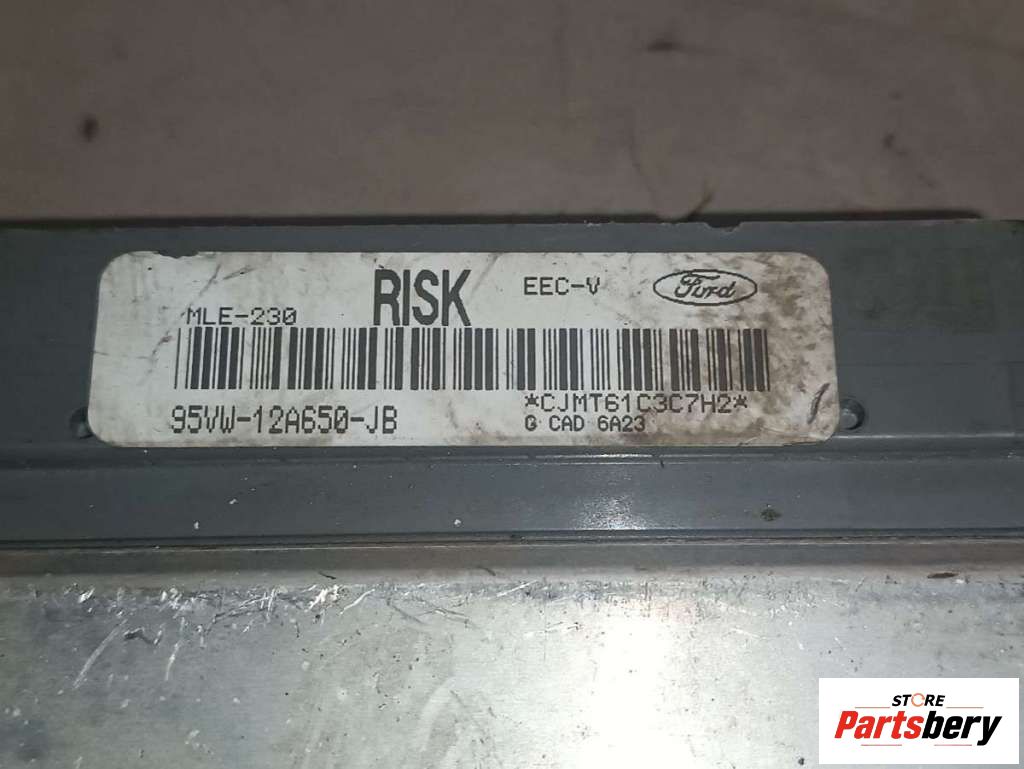 RISK
EEC-V
Ford
MLE-230
95VW-12A650-JB
*CJMT61C3C7H2*
G CAD 6A23
STORE
Partsbery